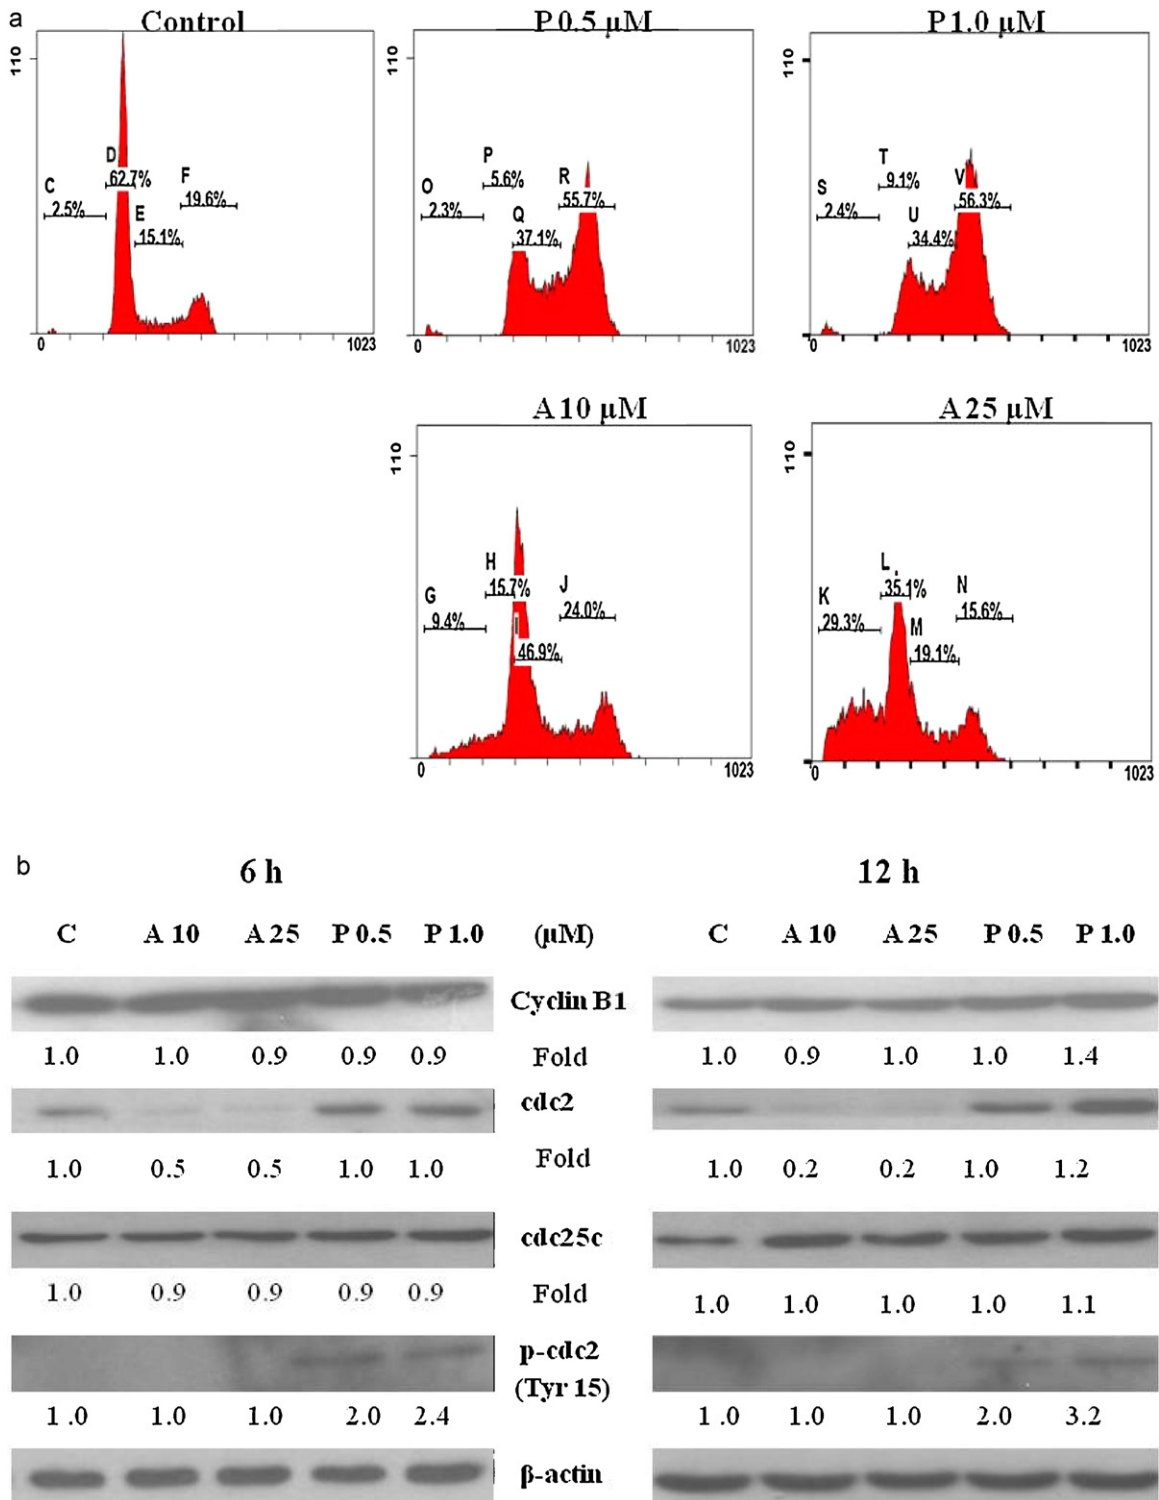 a
Control
P 0.5 μM
P 1.0 μM
110
110
110
D
62.7%
F
19.6%
C
2.5%
E
15.1%
P
5.6%
R
55.7%
O
2.3%
Q
37.1%
T
9.1%
V
56.3%
S
2.4%
U
34.4%
0 1023
0 1023
0 1023
A 10 μM
A 25 μM
110
110
H
15.7%
J
24.0%
G
9.4%
I
46.9%
L
35.1%
N
15.6%
K
29.3%
M
19.1%
0 1023
0 1023
b
6 h 12 h
C A 10 A 25 P 0.5 P 1.0 (μM) C A 10 A 25 P 0.5 P 1.0
Cyclin B1
1.0 1.0 0.9 0.9 0.9 Fold 1.0 0.9 1.0 1.0 1.4
cdc2
1.0 0.5 0.5 1.0 1.0 Fold 1.0 0.2 0.2 1.0 1.2
cdc25c
1.0 0.9 0.9 0.9 0.9 Fold 1.0 1.0 1.0 1.0 1.1
p-cdc2
(Tyr 15)
1.0 1.0 1.0 2.0 2.4 1.0 1.0 1.0 2.0 3.2
β-actin